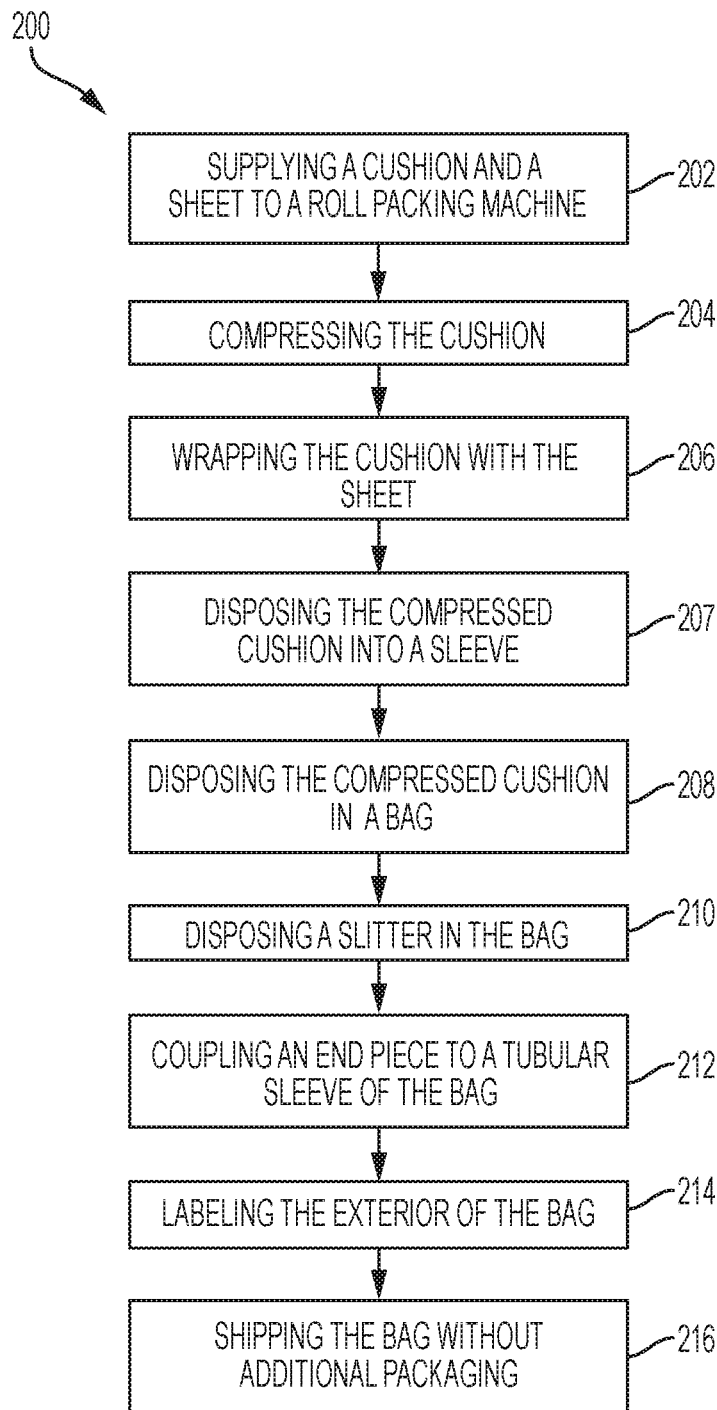 200
SUPPLYING A CUSHION AND A
SHEET TO A ROLL PACKING MACHINE
202
COMPRESSING THE CUSHION
204
WRAPPING THE CUSHION WITH THE
SHEET
206
DISPOSING THE COMPRESSED
CUSHION INTO A SLEEVE
207
DISPOSING THE COMPRESSED CUSHION
IN A BAG
208
DISPOSING A SLITTER IN THE BAG
210
COUPLING AN END PIECE TO A TUBULAR
SLEEVE OF THE BAG
212
LABELING THE EXTERIOR OF THE BAG
214
SHIPPING THE BAG WITHOUT
ADDITIONAL PACKAGING
216